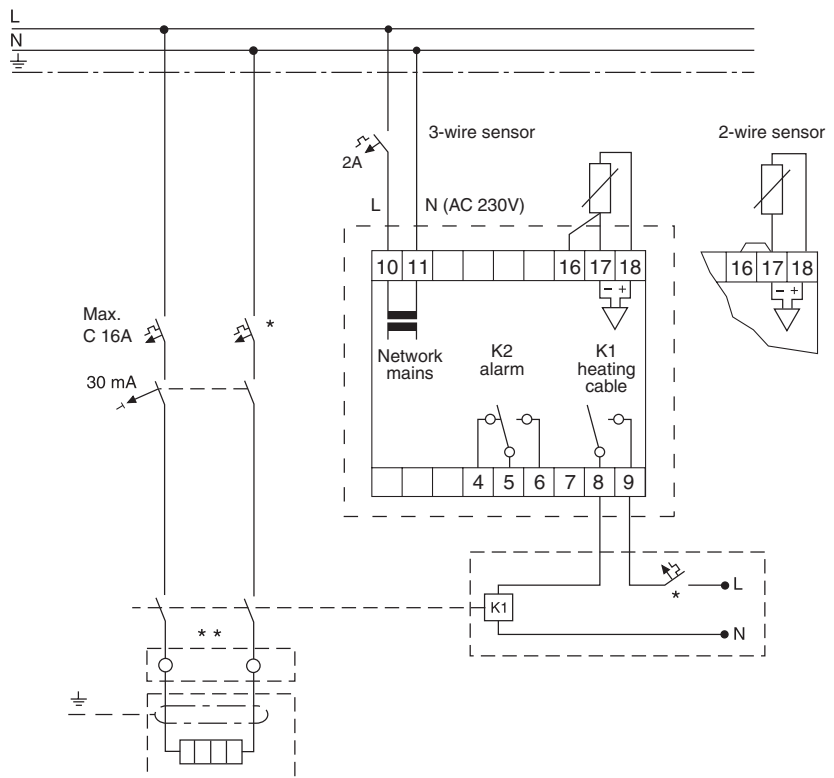 L
N
3-wire sensor
2-wire sensor
2A
L
N (AC 230V)
10 11 16 17 18
16 17 18
- +
- +
Max.
C 16A
*
Network
mains
K2
alarm
K1
heating
cable
30 mA
4 5 6 7 8 9
*
L
K1
N
* *